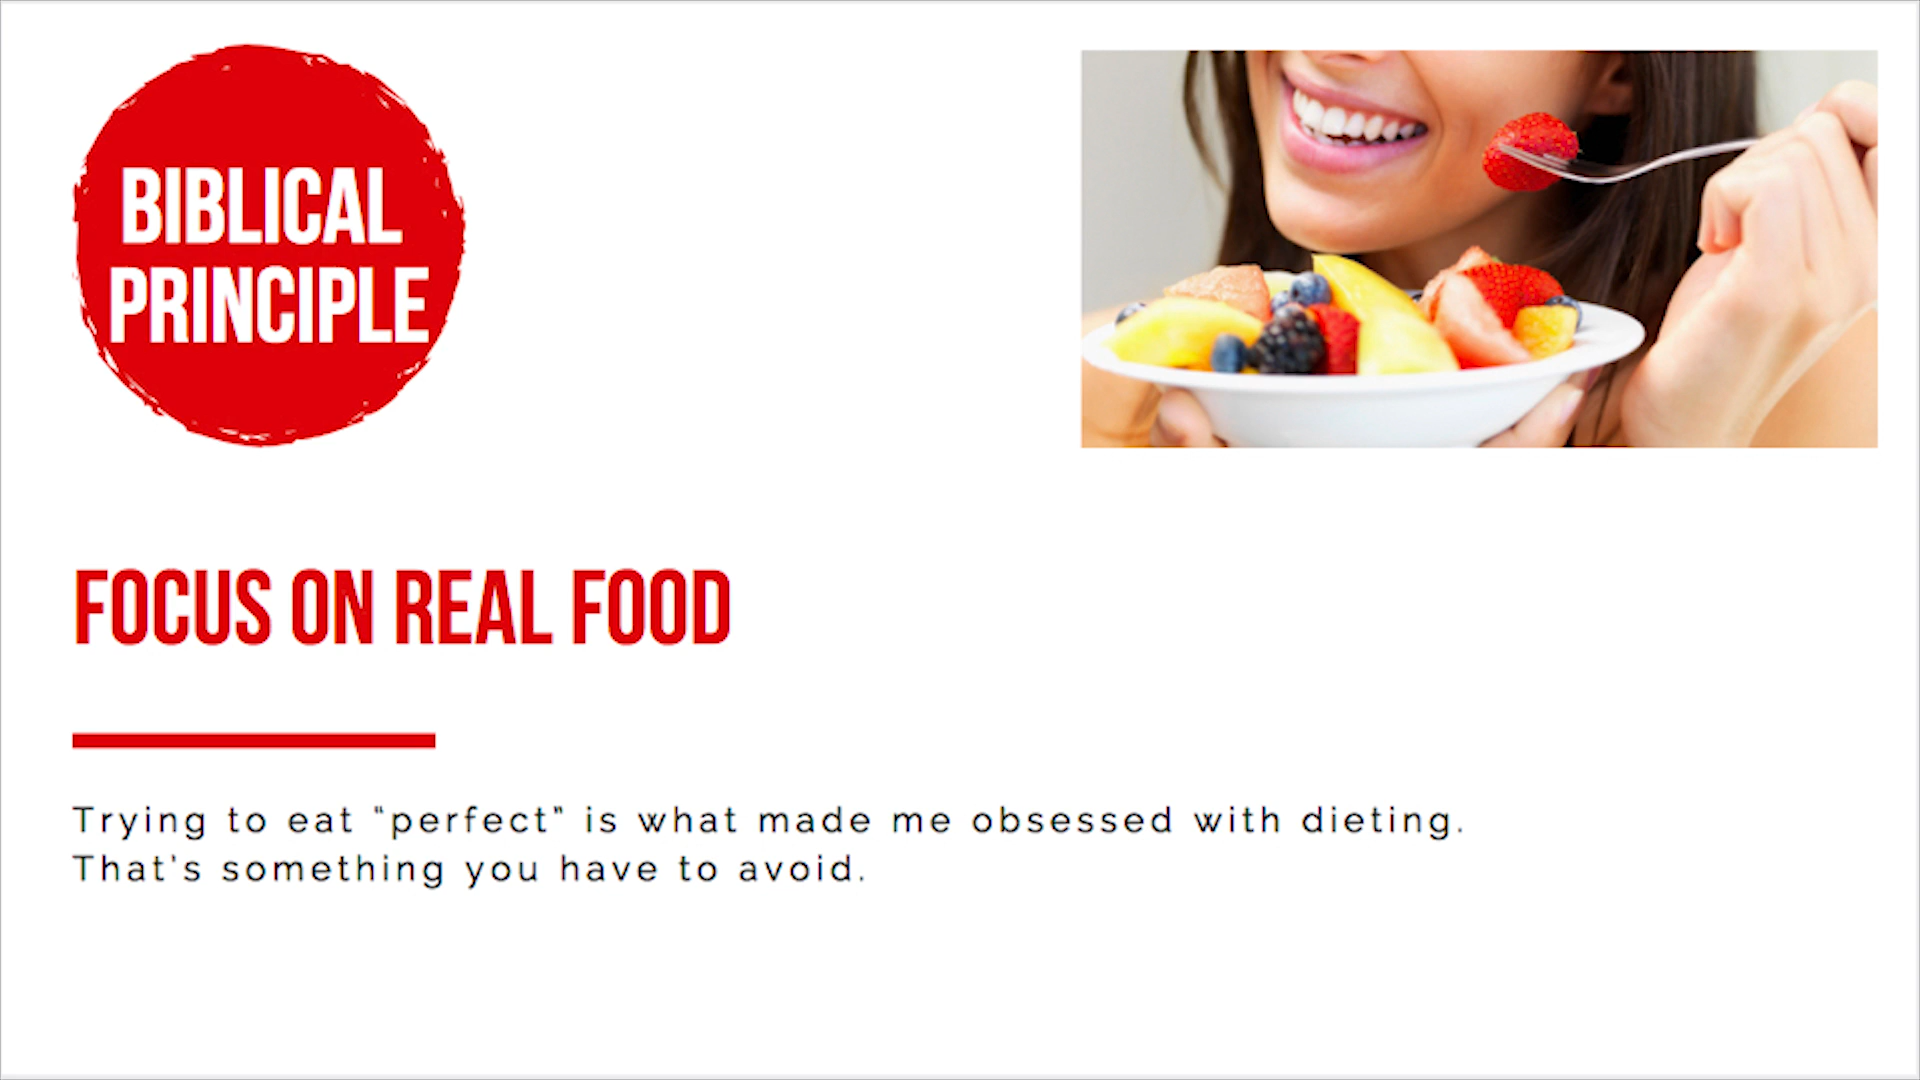 BIBLICAL
PRINCIPLE
FOCUS ON REAL FOOD
Trying to eat “perfect” is what made me obsessed with dieting.
That's something you have to avoid.